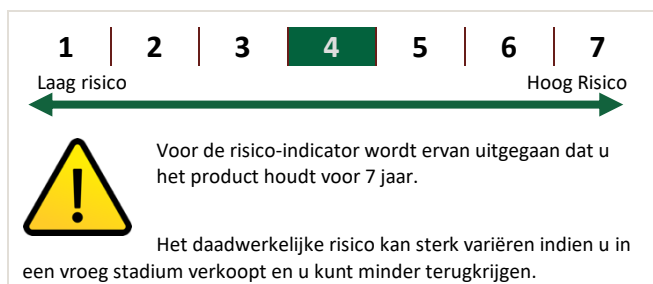 1 2 3 4 5 6 7
Laag risico Hoog Risico
Voor de risico-indicator wordt ervan uitgegaan dat u
het product houdt voor 7 jaar.
Het daadwerkelijke risico kan sterk variëren indien u in
een vroeg stadium verkoopt en u kunt minder terugkrijgen.